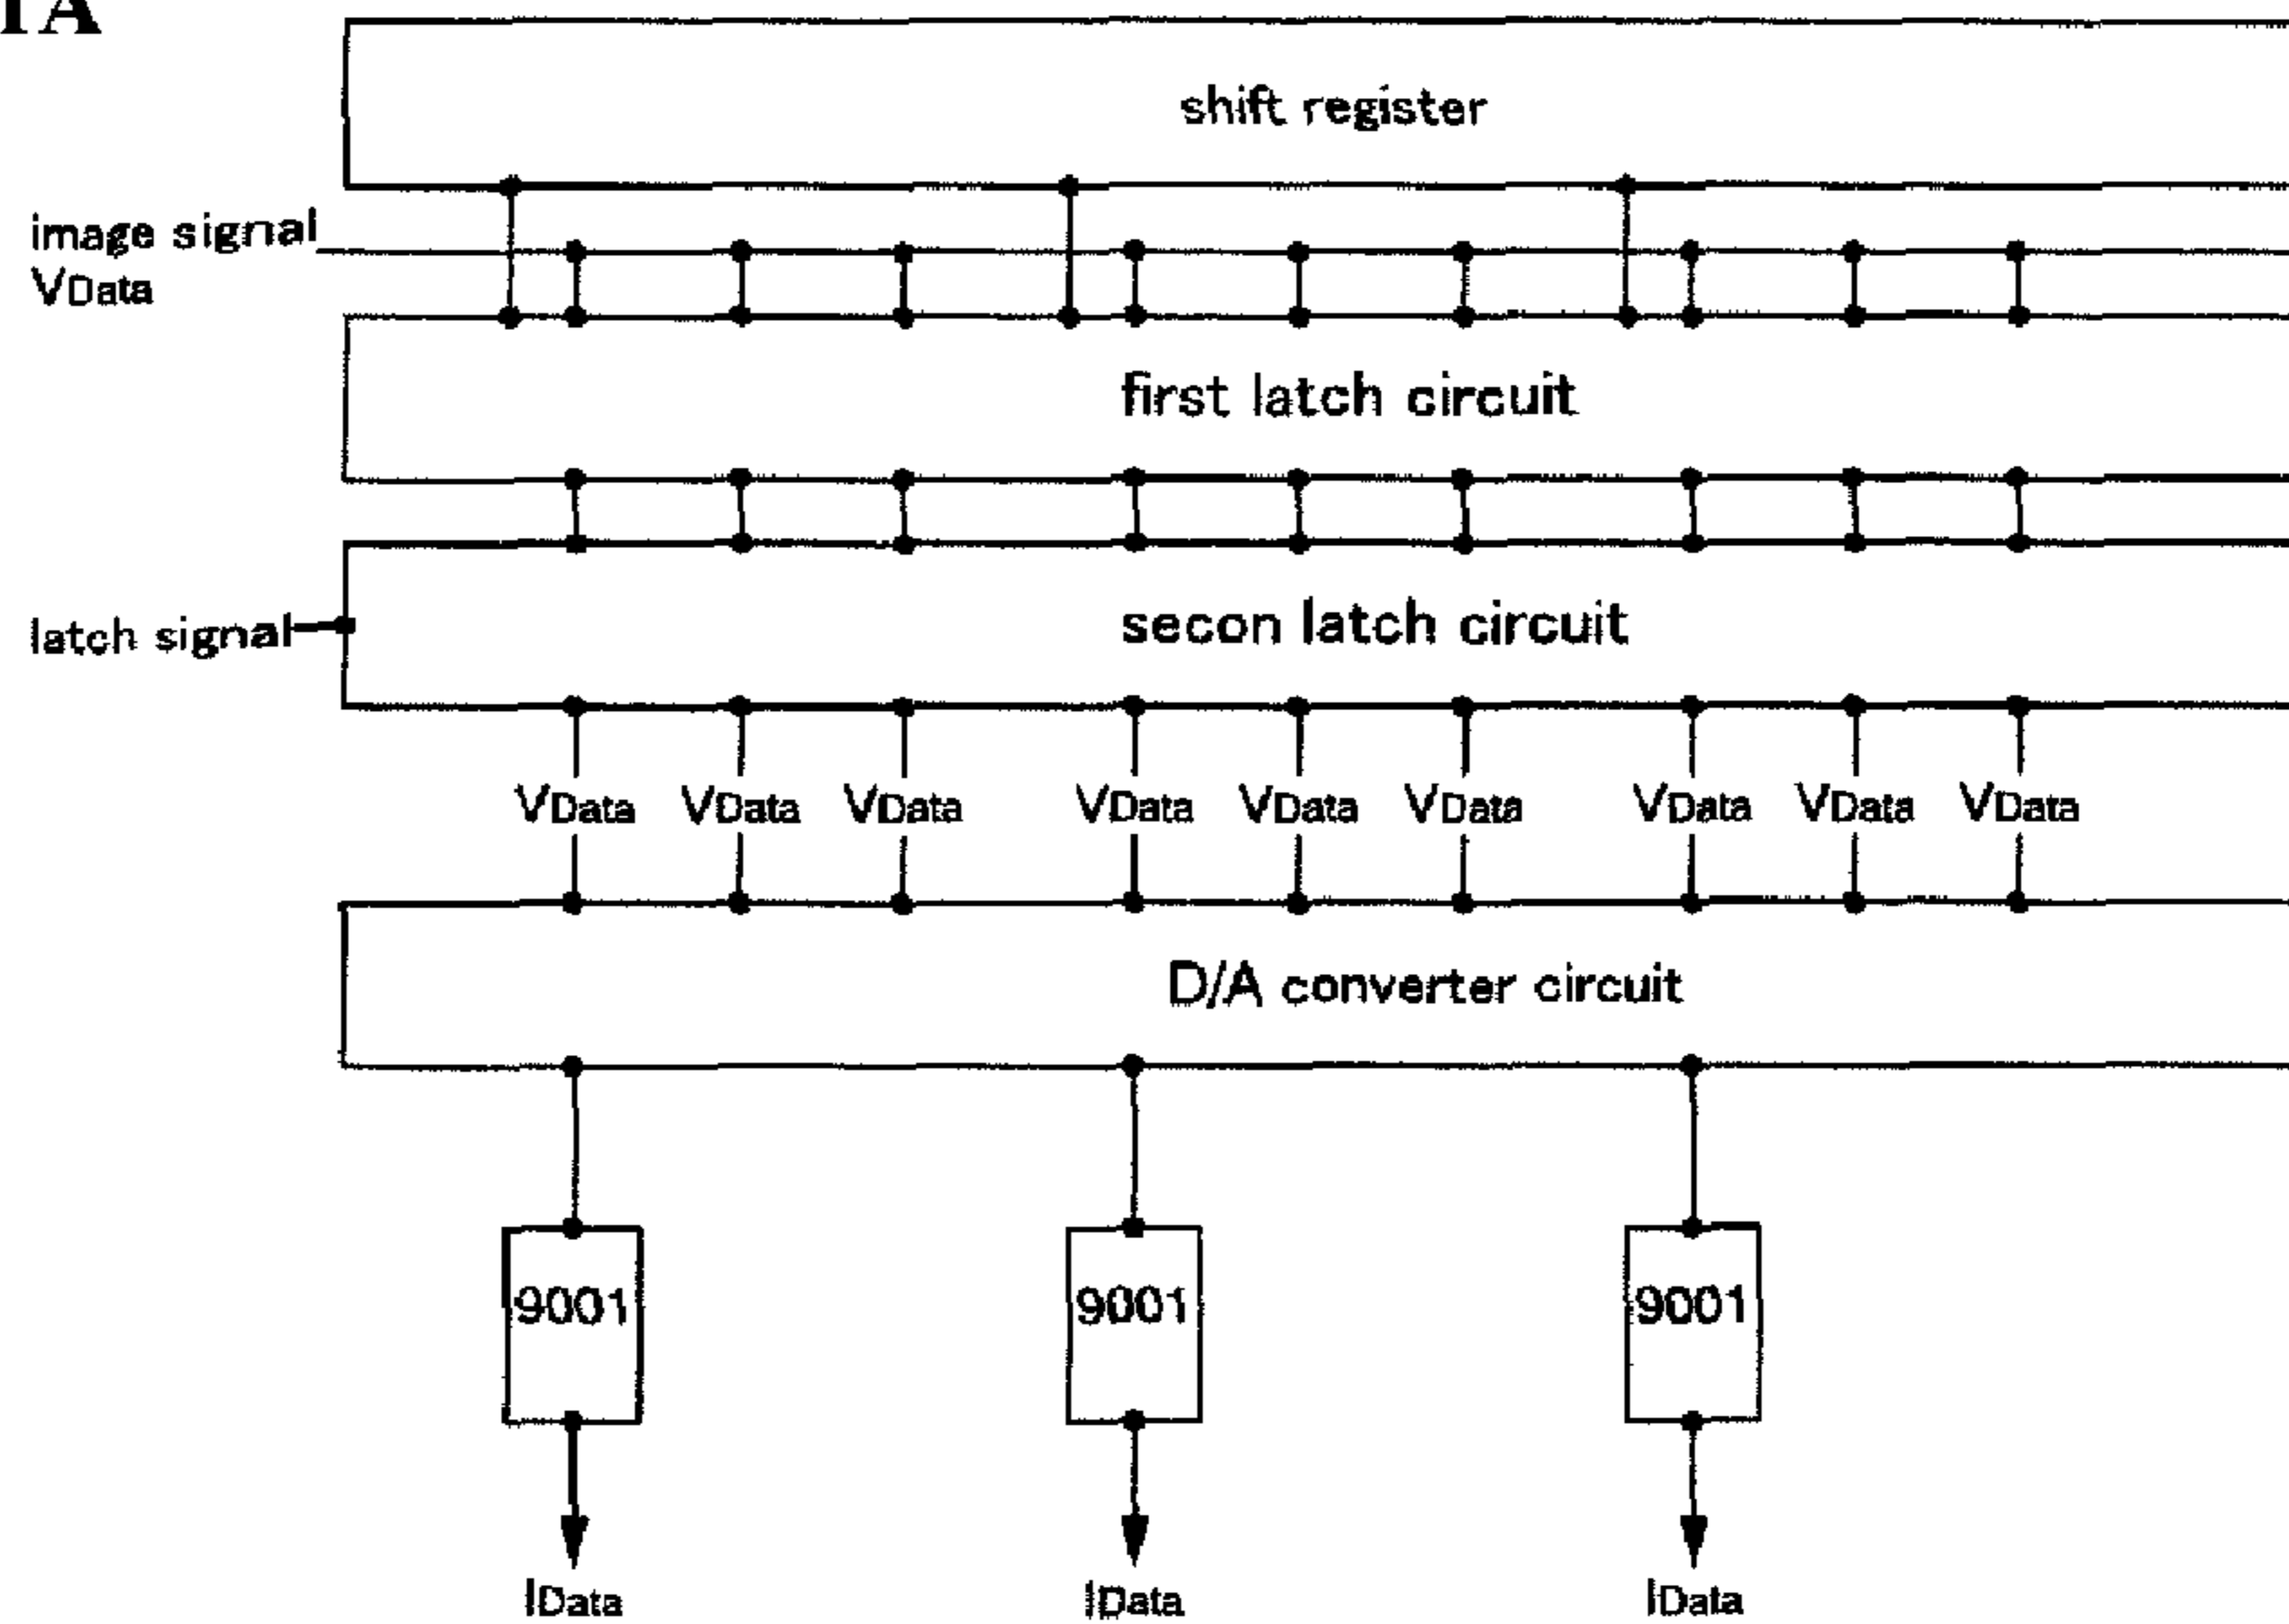 1A
shift register
image signal
VData
first latch circuit
secon latch circuit
latch signal
VData VData VData VData VData VData VData VData VData
D/A converter circuit
9001 9001 9001
IData IData IData